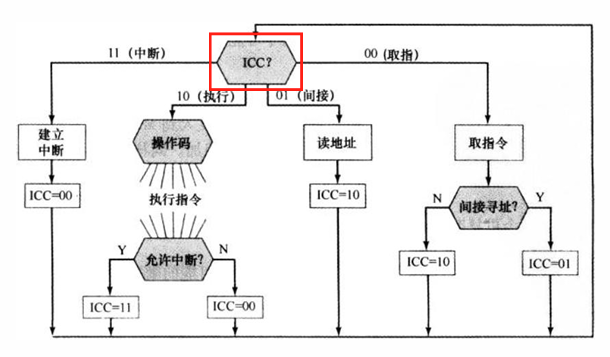 ICC?
11 (中断)
00 (取指)
10 (执行)
01 (间接)
建立
中断
操作码
读地址
取指令
ICC=00
执行指令
ICC=10
N
间接寻址?
Y
Y
允许中断?
N
ICC=10
ICC=01
ICC=11
ICC=00